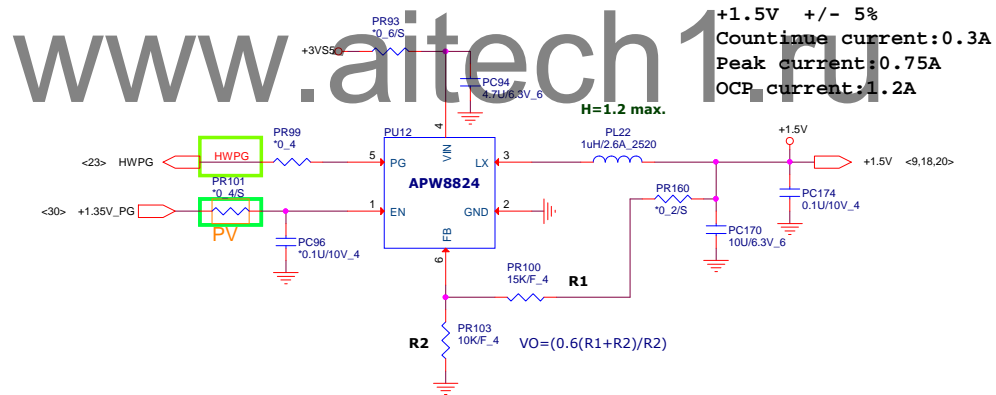 www.aitech1.ru
+1.5V +/- 5%
Countinue current:0.3A
Peak current:0.75A
OCP current:1.2A
PR93
*0_6/S
+3VS5
PC94
4.7U/6.3V_6
H=1.2 max.
PR99
*0_4
PU12
4
VIN
PL22
1uH/2.6A_2520
+1.5V
<23> HWPG
HWPG
5
PG
LX
3
+1.5V <9,18,20>
APW8824
PR101
*0_4/S
PR160
*0_2/S
PC174
0.1U/10V_4
<30> +1.35V_PG
1
EN
GND
2
PV
PC96
*0.1U/10V_4
FB
6
PC170
10U/6.3V_6
PR100
15K/F_4
R1
PR103
10K/F_4
R2
VO=(0.6(R1+R2)/R2)